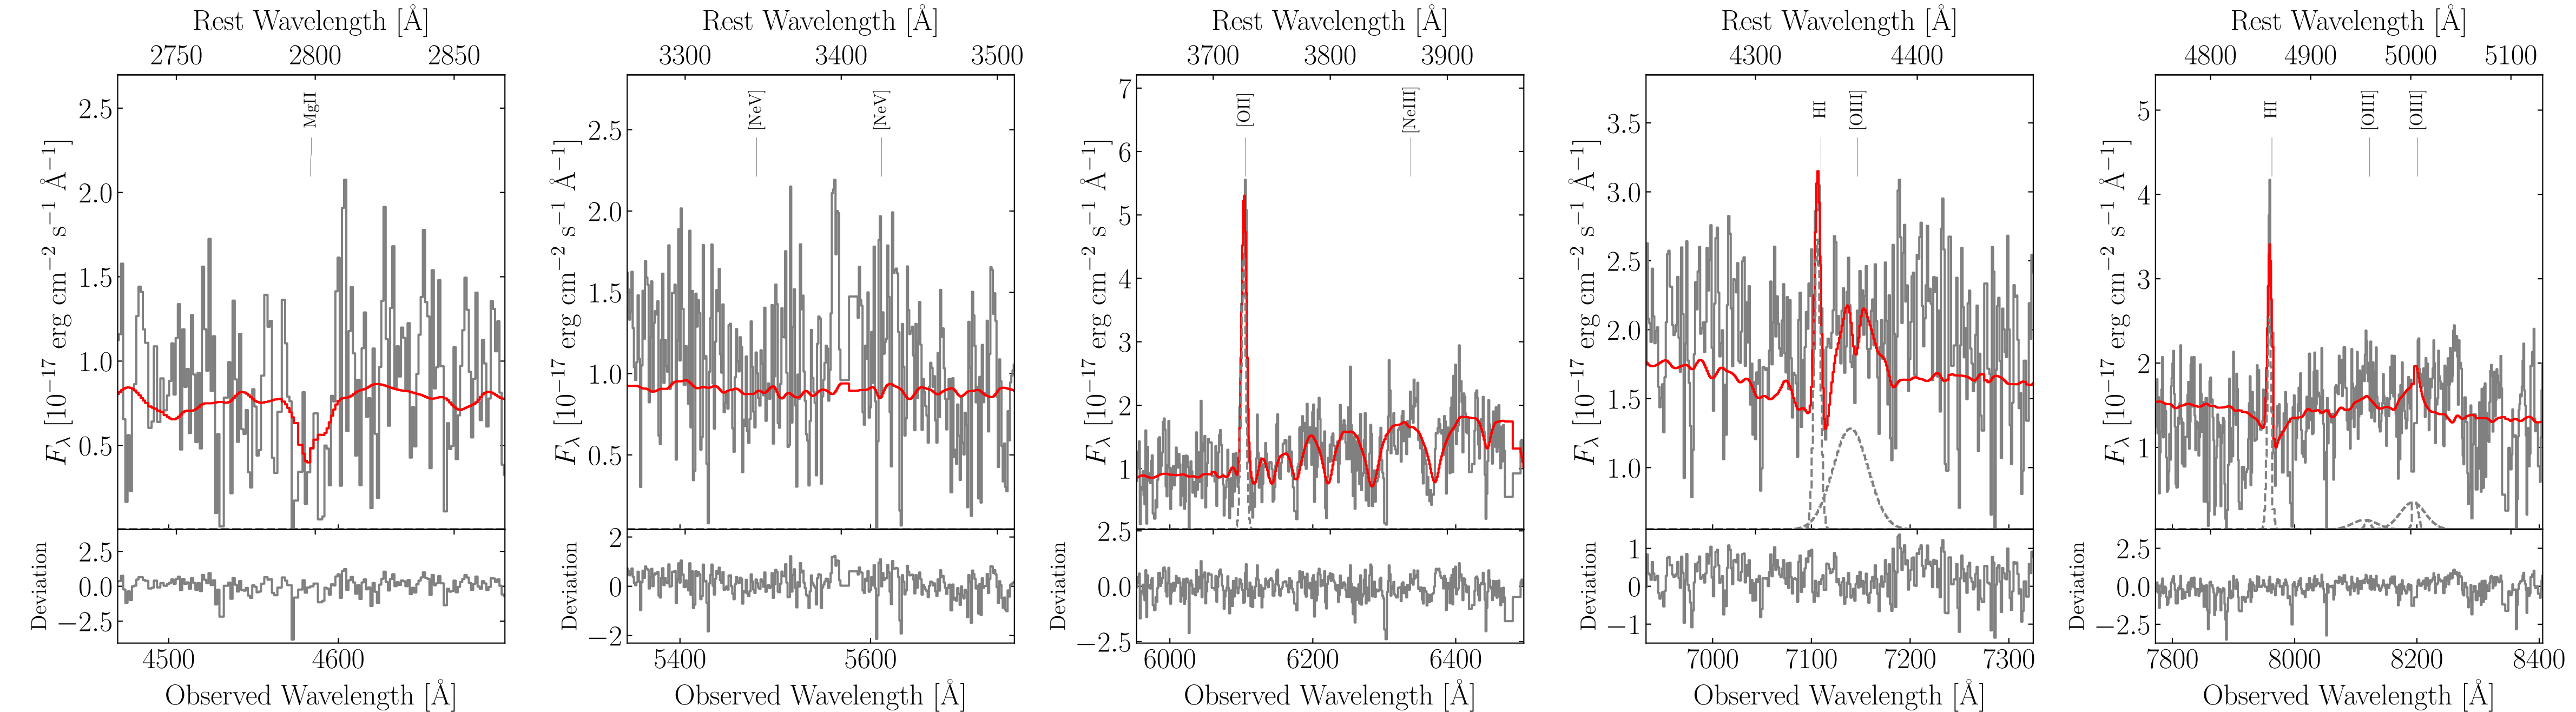 Rest Wavelength [Å]
2750 2800 2850
MgII
2.5
2.0
1.5
1.0
0.5
F_λ [10⁻¹⁷ erg cm⁻² s⁻¹ Å⁻¹]
2.5
0.0
−2.5
Deviation
4500 4600
Observed Wavelength [Å]
Rest Wavelength [Å]
3300 3400 3500
[NeV] [NeV]
2.5
2.0
1.5
1.0
0.5
F_λ [10⁻¹⁷ erg cm⁻² s⁻¹ Å⁻¹]
2
0
−2
Deviation
5400 5600
Observed Wavelength [Å]
Rest Wavelength [Å]
3700 3800 3900
[OII] [NeIII]
7
6
5
4
3
2
1
F_λ [10⁻¹⁷ erg cm⁻² s⁻¹ Å⁻¹]
2.5
0.0
−2.5
Deviation
6000 6200 6400
Observed Wavelength [Å]
Rest Wavelength [Å]
4300 4400
HI [OIII]
3.5
3.0
2.5
2.0
1.5
1.0
F_λ [10⁻¹⁷ erg cm⁻² s⁻¹ Å⁻¹]
1
0
−1
Deviation
7000 7100 7200 7300
Observed Wavelength [Å]
Rest Wavelength [Å]
4800 4900 5000 5100
HI [OIII] [OIII]
5
4
3
2
1
F_λ [10⁻¹⁷ erg cm⁻² s⁻¹ Å⁻¹]
2.5
0.0
−2.5
Deviation
7800 8000 8200 8400
Observed Wavelength [Å]